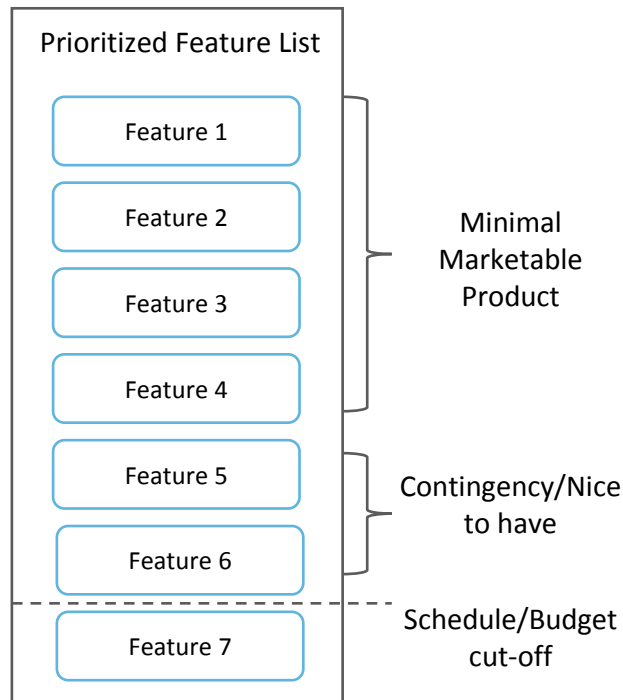 Prioritized Feature List
Feature 1
Feature 2
Feature 3
Feature 4
Minimal
Marketable
Product
Feature 5
Feature 6
Contingency/Nice
to have
Feature 7
Schedule/Budget
cut-off